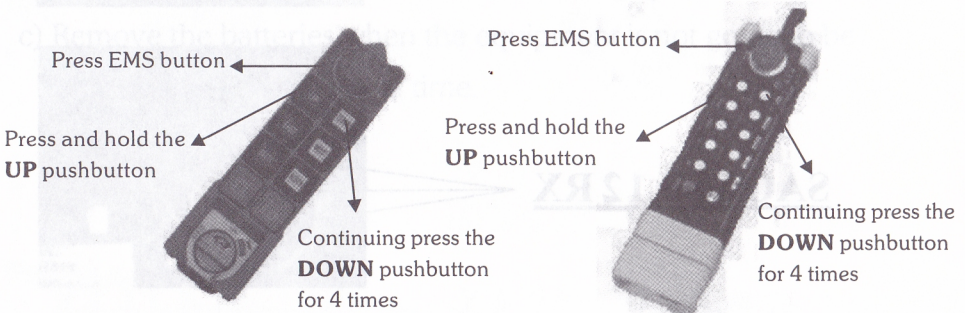 Press EMS button
Press and hold the
UP pushbutton
Continuing press the
DOWN pushbutton
for 4 times
Press EMS button
Press and hold the
UP pushbutton
Continuing press the
DOWN pushbutton
for 4 times